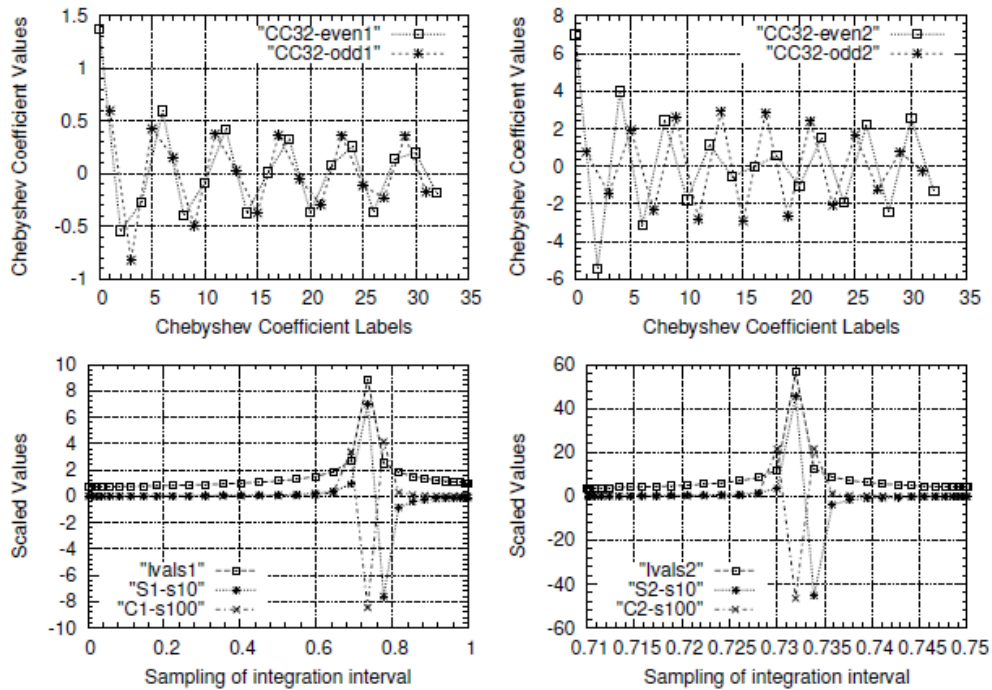 Chebyshev Coefficient Values
1.5
1
0.5
0
-0.5
-1
"CC32-even1"
"CC32-odd1"
0 5 10 15 20 25 30 35
Chebyshev Coefficient Labels
Chebyshev Coefficient Values
8
6
4
2
0
-2
-4
-6
"CC32-even2"
"CC32-odd2"
0 5 10 15 20 25 30 35
Chebyshev Coefficient Labels
Scaled Values
10
8
6
4
2
0
-2
-4
-6
-8
-10
"Ivals1"
"S1-s10"
"C1-s100"
0 0.2 0.4 0.6 0.8 1
Sampling of integration interval
Scaled Values
60
40
20
0
-20
-40
-60
"Ivals2"
"S2-s10"
"C2-s100"
0.71 0.715 0.72 0.725 0.73 0.735 0.74 0.745 0.75
Sampling of integration interval